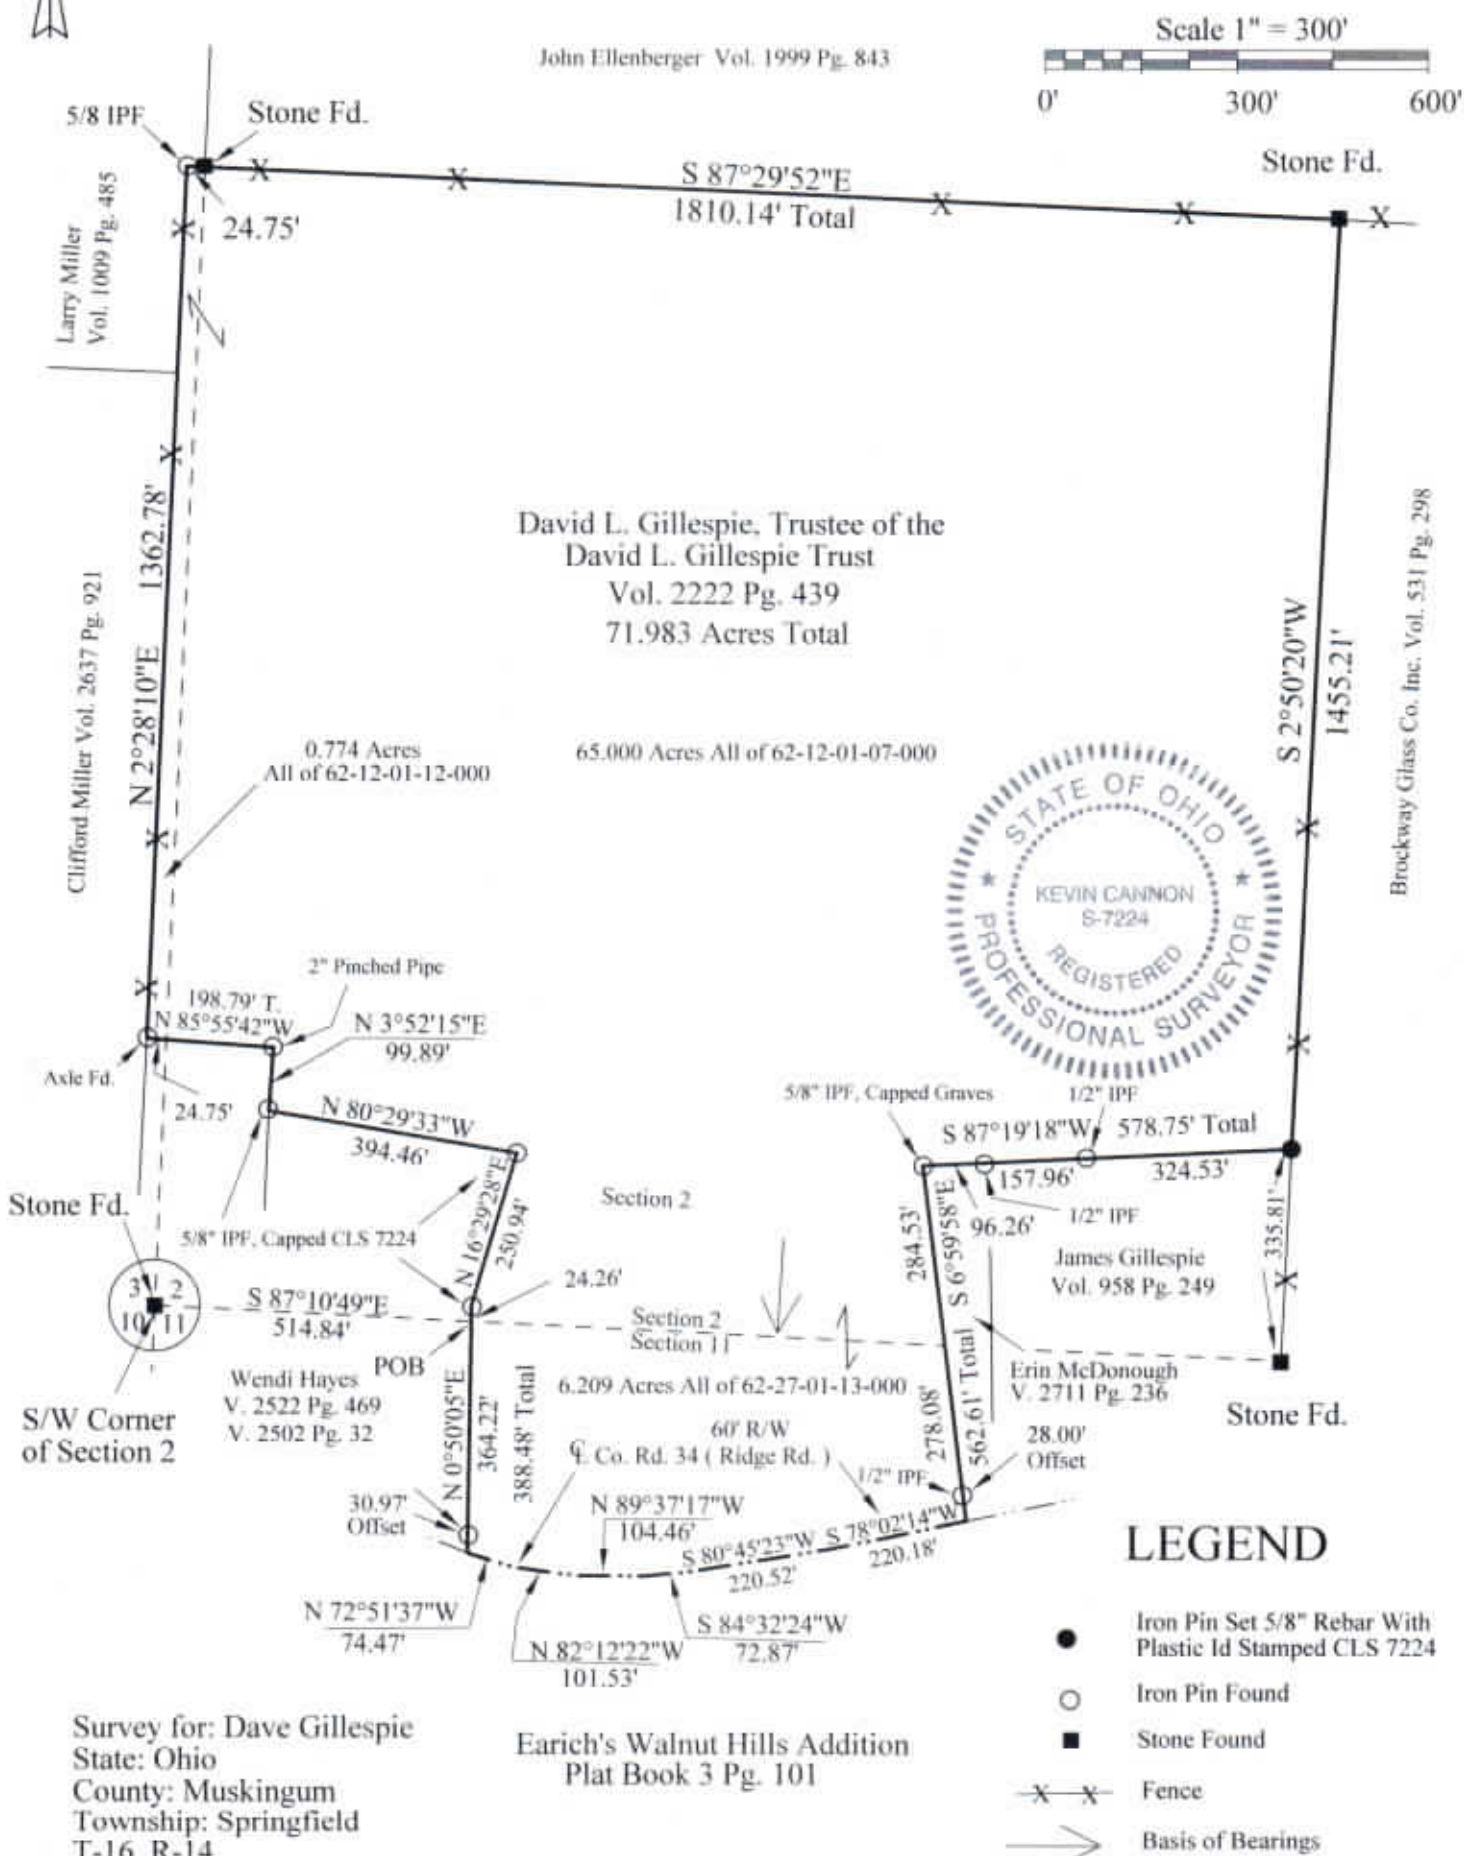 John Ellenberger Vol. 1999 Pg. 843
Scale 1" = 300'
0' 300' 600'
5/8 IPF
Stone Fd.
Stone Fd.
S 87°29'52"E
1810.14' Total
24.75'
Larry Miller
Vol. 1009 Pg. 485
N 2°28'10"E 1362.78'
Clifford Miller Vol. 2637 Pg. 921
David L. Gillespie, Trustee of the
David L. Gillespie Trust
Vol. 2222 Pg. 439
71.983 Acres Total
S 2°50'20"W
1455.21'
Brockway Glass Co. Inc. Vol. 531 Pg. 298
0.774 Acres
All of 62-12-01-12-000
65.000 Acres All of 62-12-01-07-000
STATE OF OHIO
KEVIN CANNON
S-7224
REGISTERED
PROFESSIONAL SURVEYOR
2" Pinched Pipe
198.79' T.
N 85°55'42"W
N 3°52'15"E
99.89'
Axle Fd.
24.75'
N 80°29'33"W
394.46'
5/8" IPF, Capped Graves
1/2" IPF
S 87°19'18"W 578.75' Total
157.96'
324.53'
96.26'
1/2" IPF
Section 2
N 16°29'28"E
250.94'
284.53'
S 6°59'58"E
562.61' Total
278.08'
335.81'
James Gillespie
Vol. 958 Pg. 249
Stone Fd.
5/8" IPF, Capped CLS 7224
3 2
10 11
S 87°10'49"E
514.84'
24.26'
Section 2
Section 11
POB
Wendi Hayes
V. 2522 Pg. 469
V. 2502 Pg. 32
N 0°50'05"E
364.22'
388.48' Total
6.209 Acres All of 62-27-01-13-000
Erin McDonough
V. 2711 Pg. 236
Stone Fd.
S/W Corner
of Section 2
60' R/W
℄ Co. Rd. 34 ( Ridge Rd. )
1/2" IPF
28.00'
Offset
30.97'
Offset
N 89°37'17"W
104.46'
S 80°45'23"W
220.52'
S 78°02'14"W
220.18'
N 72°51'37"W
74.47'
N 82°12'22"W
101.53'
S 84°32'24"W
72.87'
LEGEND
Iron Pin Set 5/8" Rebar With
Plastic Id Stamped CLS 7224
Iron Pin Found
Stone Found
X X Fence
Basis of Bearings
Survey for: Dave Gillespie
State: Ohio
County: Muskingum
Township: Springfield
T-16, R-14
Earich's Walnut Hills Addition
Plat Book 3 Pg. 101